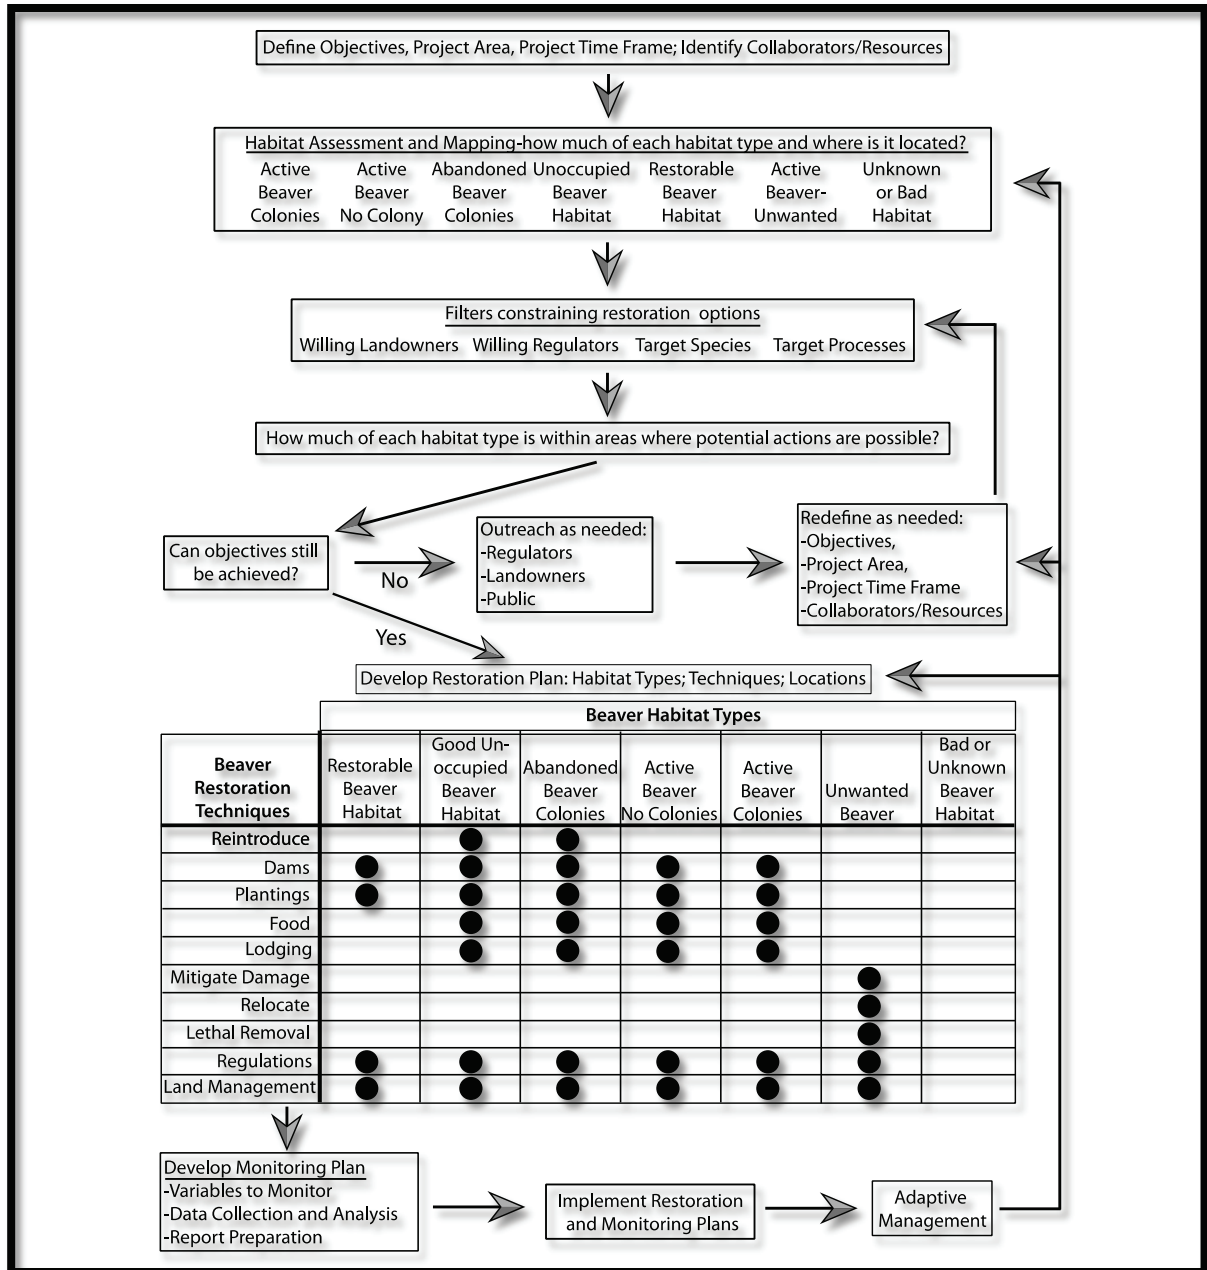 Define Objectives, Project Area, Project Time Frame; Identify Collaborators/Resources
Habitat Assessment and Mapping-how much of each habitat type and where is it located?
Active Beaver Colonies
Active Beaver No Colony
Abandoned Beaver Colonies
Unoccupied Beaver Habitat
Restorable Beaver Habitat
Active Beaver- Unwanted
Unknown or Bad Habitat
Filters constraining restoration options
Willing Landowners Willing Regulators Target Species Target Processes
How much of each habitat type is within areas where potential actions are possible?
Can objectives still
be achieved?
No
Yes
Outreach as needed:
-Regulators
-Landowners
-Public
Redefine as needed:
-Objectives,
-Project Area,
-Project Time Frame
-Collaborators/Resources
Develop Restoration Plan: Habitat Types; Techniques; Locations
Beaver Habitat Types
Beaver
Restoration
Techniques
Restorable
Beaver
Habitat
Good Un-
occupied
Beaver
Habitat
Abandoned
Beaver
Colonies
Active
Beaver
No Colonies
Active
Beaver
Colonies
Unwanted
Beaver
Bad or
Unknown
Beaver
Habitat
Reintroduce
Dams
Plantings
Food
Lodging
Mitigate Damage
Relocate
Lethal Removal
Regulations
Land Management
Develop Monitoring Plan
-Variables to Monitor
-Data Collection and Analysis
-Report Preparation
Implement Restoration
and Monitoring Plans
Adaptive
Management